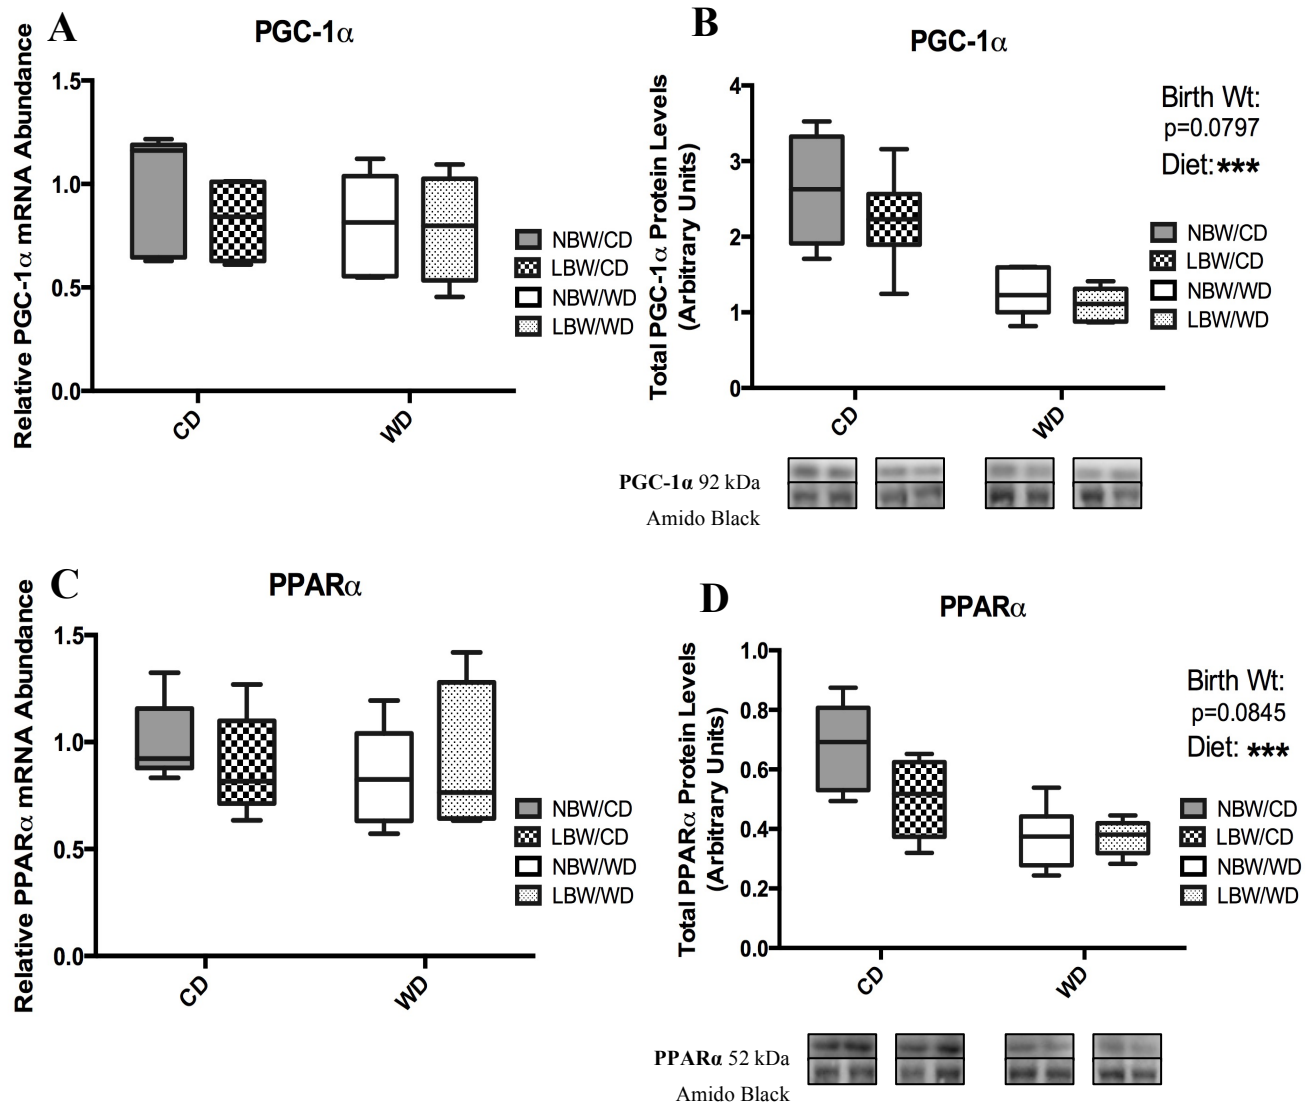 A
PGC-1α
Relative PGC-1α mRNA Abundance
1.5
1.0
0.5
0.0
CD
WD
NBW/CD
LBW/CD
NBW/WD
LBW/WD
B
PGC-1α
Total PGC-1α Protein Levels
(Arbitrary Units)
4
3
2
1
0
CD
WD
Birth Wt:
p=0.0797
Diet:***
NBW/CD
LBW/CD
NBW/WD
LBW/WD
PGC-1α 92 kDa
Amido Black
C
PPARα
Relative PPARα mRNA Abundance
1.5
1.0
0.5
0.0
CD
WD
NBW/CD
LBW/CD
NBW/WD
LBW/WD
D
PPARα
Total PPARα Protein Levels
(Arbitrary Units)
1.0
0.8
0.6
0.4
0.2
0.0
CD
WD
Birth Wt:
p=0.0845
Diet: ***
NBW/CD
LBW/CD
NBW/WD
LBW/WD
PPARα 52 kDa
Amido Black